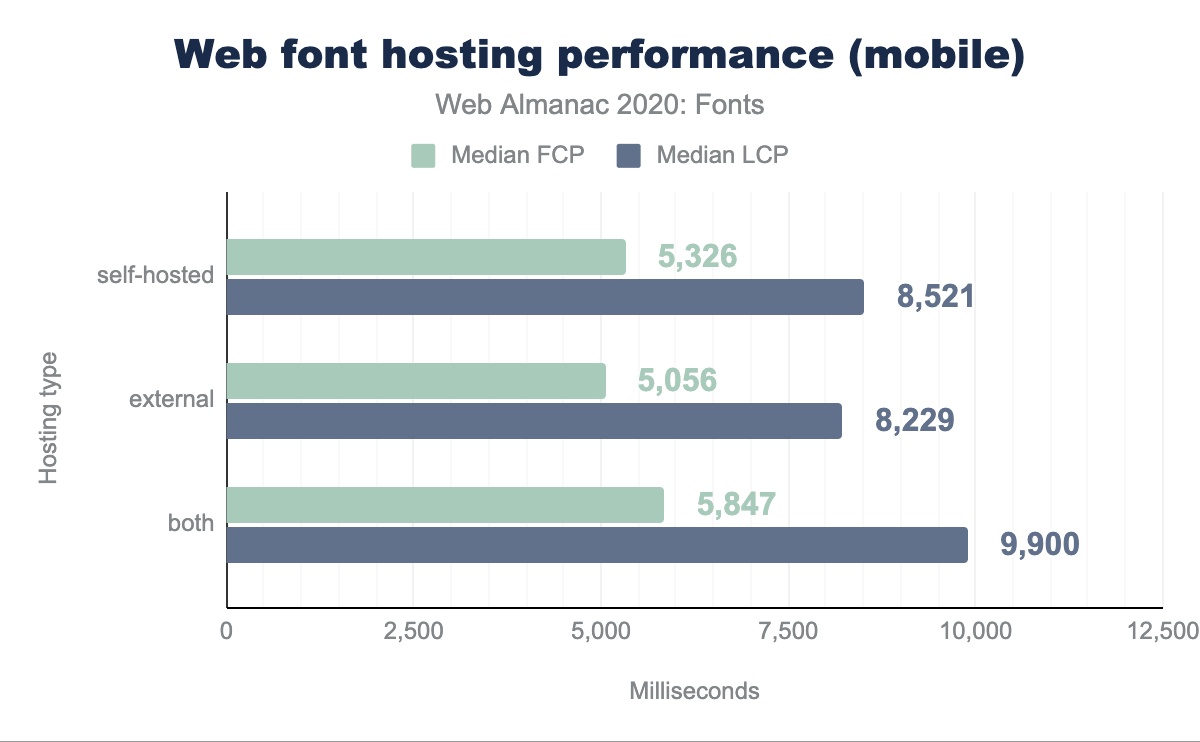 Web font hosting performance (mobile)
Web Almanac 2020: Fonts
Median FCP Median LCP
self-hosted
5,326
8,521
external
5,056
8,229
both
5,847
9,900
Hosting type
0 2,500 5,000 7,500 10,000 12,500
Milliseconds